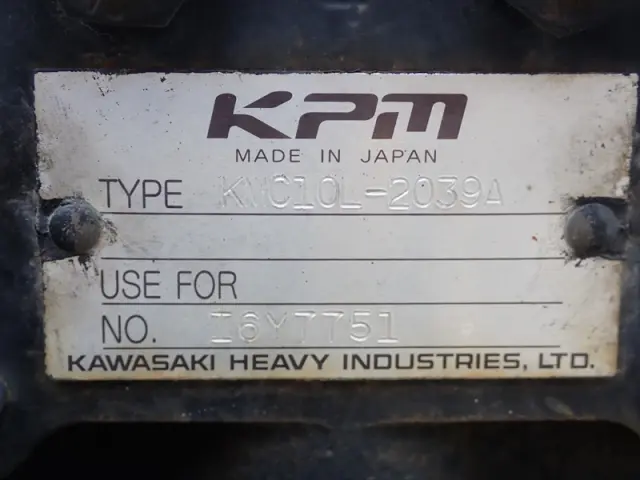 KPM
MADE IN JAPAN
TYPE KMC10L-2039A
USE FOR
NO. I6Y7751
KAWASAKI HEAVY INDUSTRIES, LTD.